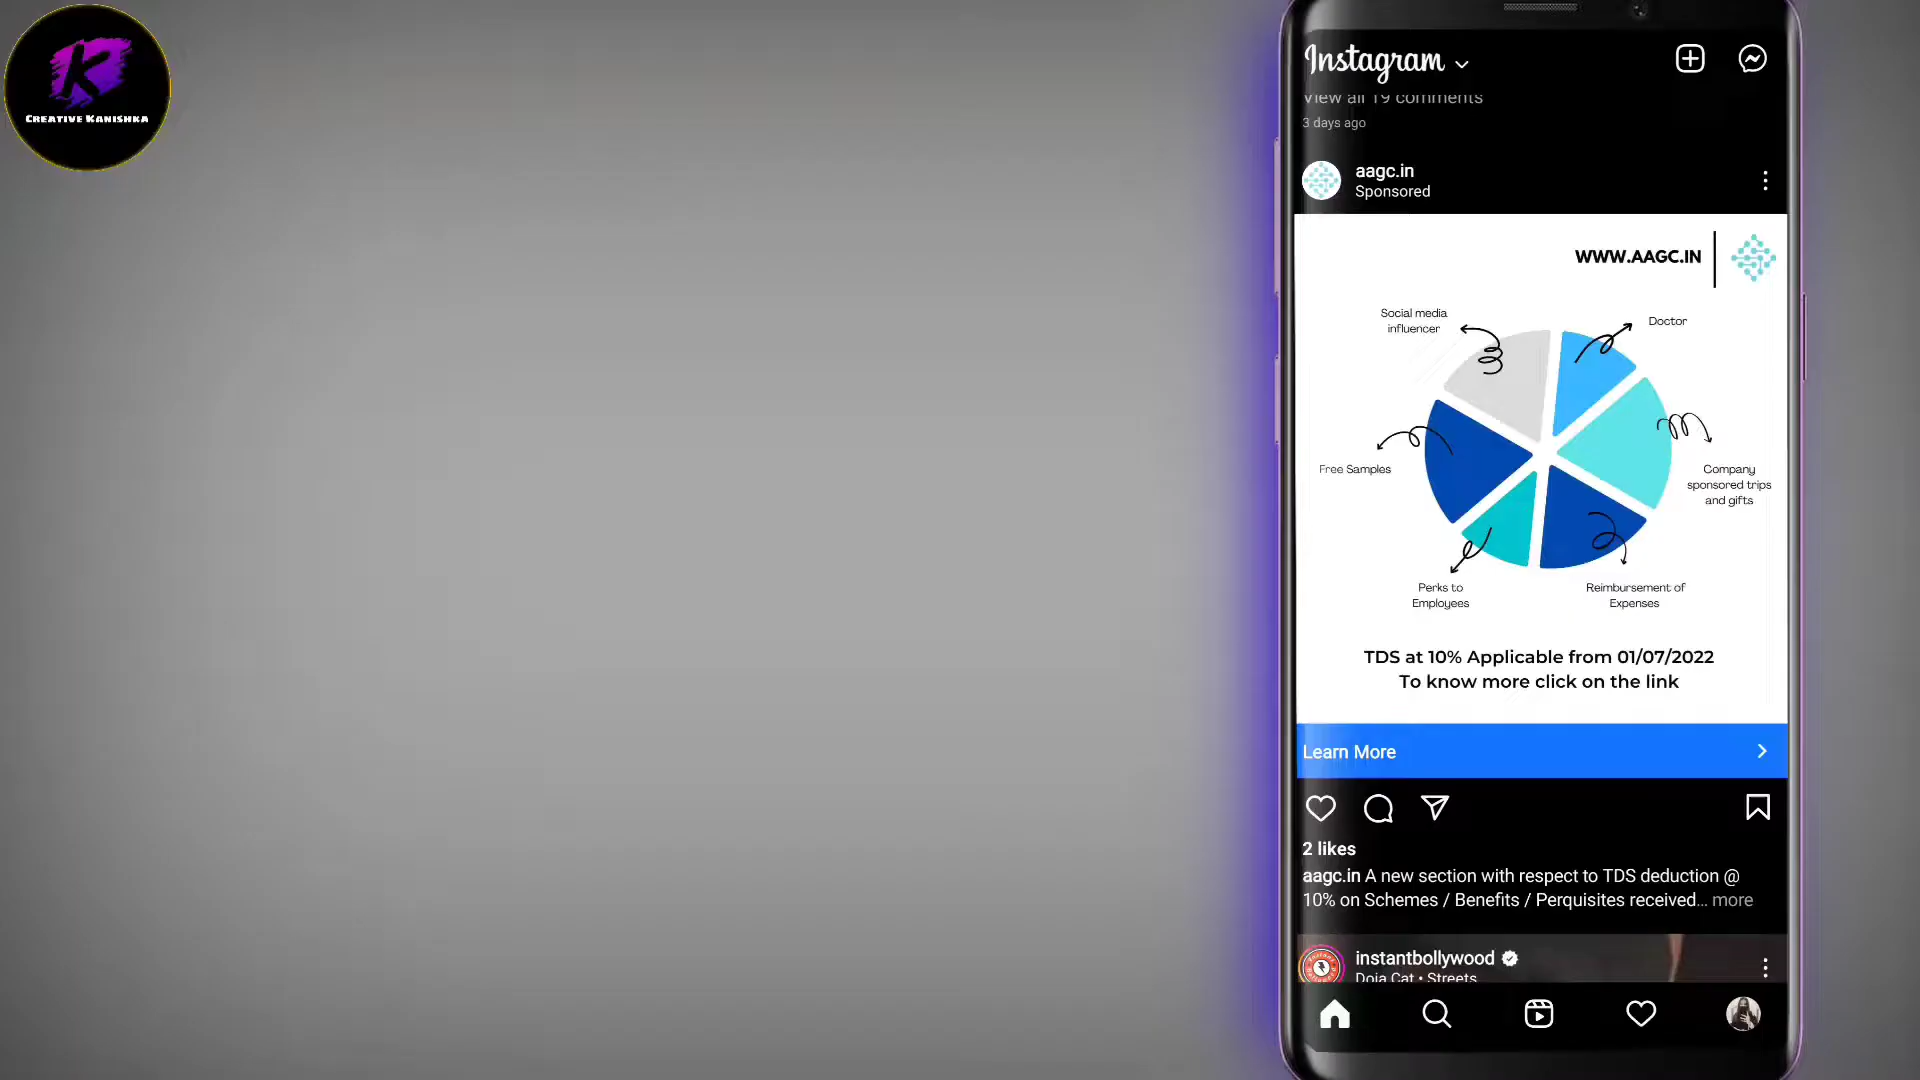 CREATIVE KANISHKA
Instagram
View all 19 comments
3 days ago
aagc.in
Sponsored
WWW.AAGC.IN
Social media
influencer
Doctor
Free Samples
Company
sponsored trips
and gifts
Perks to
Employees
Reimbursement of
Expenses
TDS at 10% Applicable from 01/07/2022
To know more click on the link
Learn More
2 likes
aagc.in A new section with respect to TDS deduction @
10% on Schemes / Benefits / Perquisites received... more
instantbollywood
Doja Cat • Streets